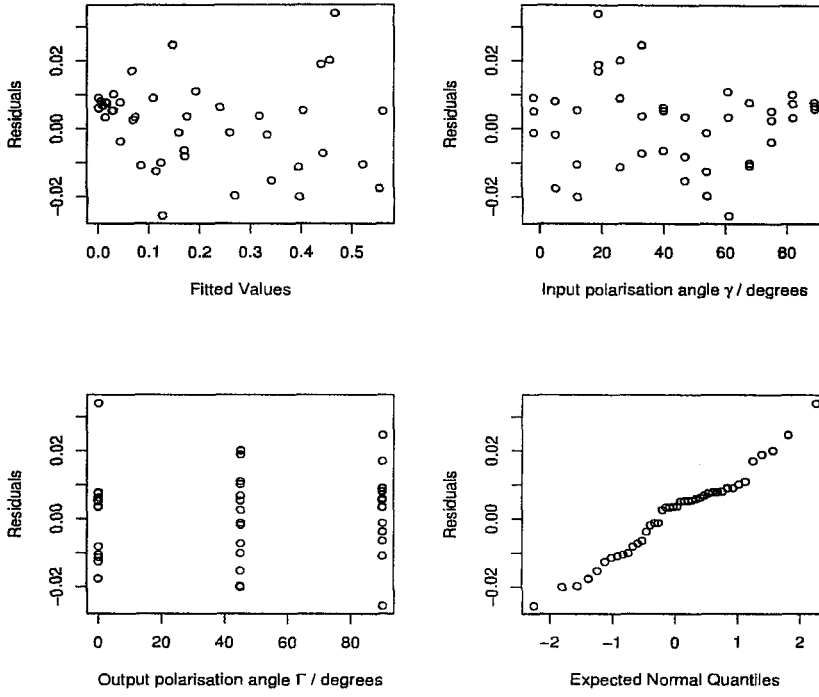 Residuals
0.02
0.00
−0.02
0.0 0.1 0.2 0.3 0.4 0.5
Fitted Values
Residuals
0.02
0.00
−0.02
0 20 40 60 80
Input polarisation angle γ / degrees
Residuals
0.02
0.00
−0.02
0 20 40 60 80
Output polarisation angle Γ / degrees
Residuals
0.02
0.00
−0.02
−2 −1 0 1 2
Expected Normal Quantiles